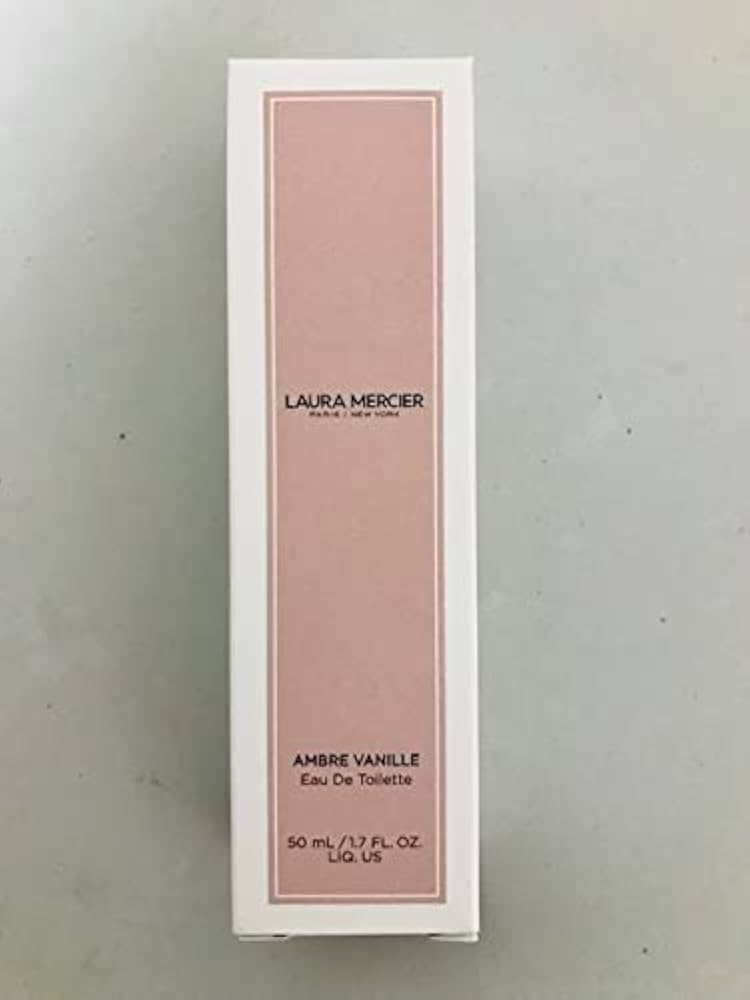 LAURA MERCIER
PARIS | NEW YORK
AMBRE VANILLE
Eau De Toilette
50 mL / 1.7 FL. OZ.
LIQ. US